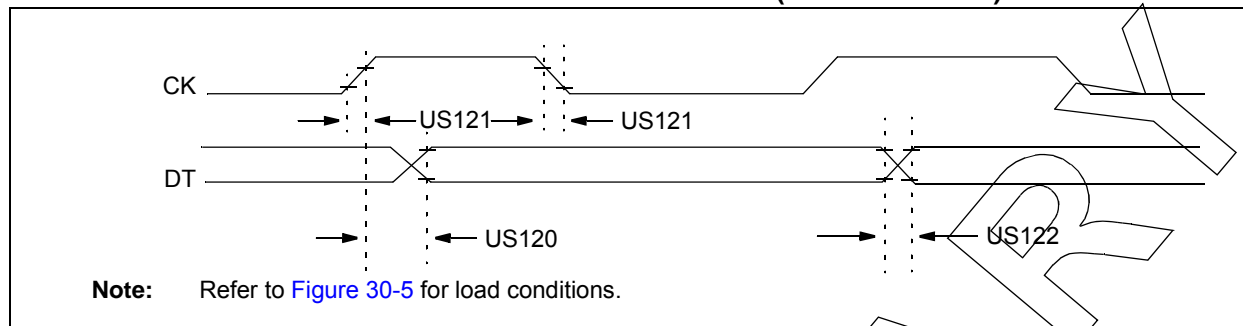 CK
US121
US121
DT
US120
US122
Note: Refer to Figure 30-5 for load conditions.